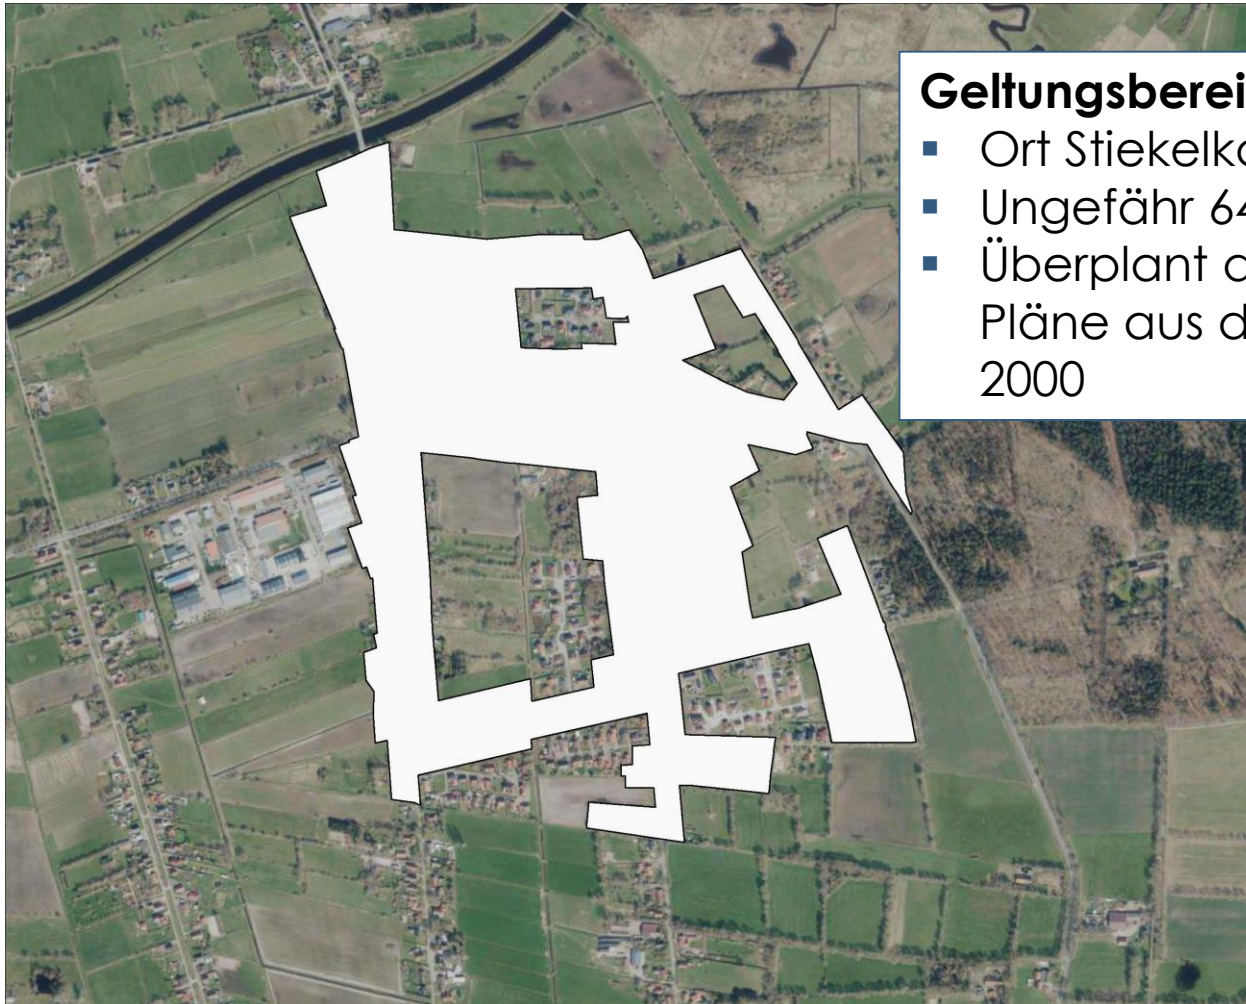 Geltungsberei
▪ Ort Stiekelka
▪ Ungefähr 64
▪ Überplant a
Pläne aus d
2000